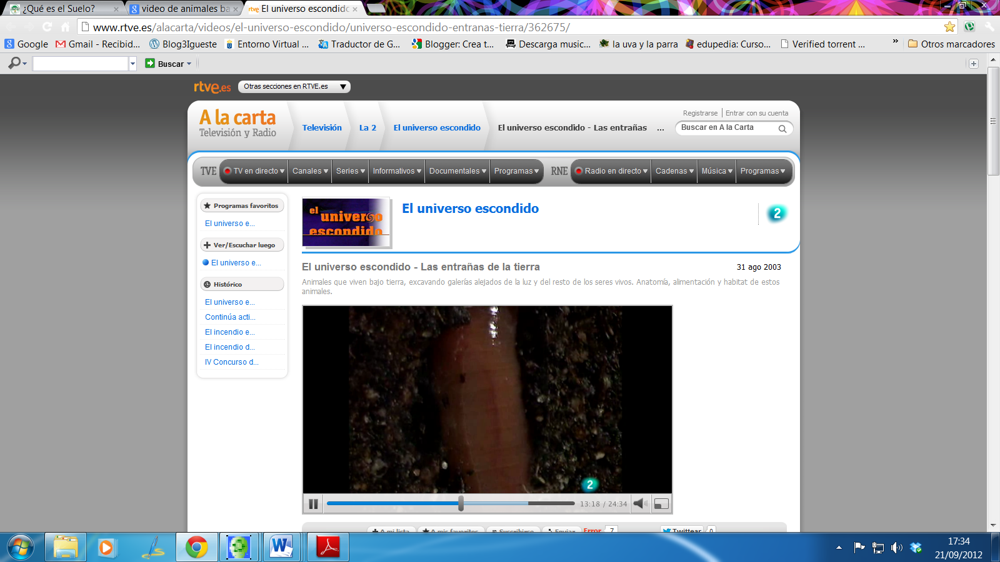 ¿Qué es el Suelo?
video de animales ba
El universo escondido
www.rtve.es/alacarta/videos/el-universo-escondido/universo-escondido-entranas-tierra/362675/
Google
Gmail - Recibid...
Blog3Igueste
Entorno Virtual ...
Traductor de G...
Blogger: Crea t...
Descarga music...
la uva y la parra
edupedia: Curso...
Verified torrent ...
»
Otros marcadores
Buscar
rtve.es
Otras secciones en RTVE.es
A la carta
Televisión y Radio
Televisión
La 2
El universo escondido
El universo escondido - Las entrañas ...
Registrarse
Entrar con su cuenta
Buscar en A la Carta
TVE
TV en directo
Canales
Series
Informativos
Documentales
Programas
RNE
Radio en directo
Cadenas
Música
Programas
Programas favoritos
El universo e...
Ver/Escuchar luego
El universo e...
Histórico
El universo e...
Continúa acti...
El incendio e...
El incendio d...
IV Concurso d...
el
universo
escondido
El universo escondido
2
El universo escondido - Las entrañas de la tierra
31 ago 2003
Animales que viven bajo tierra, excavando galerías alejados de la luz y del resto de los seres vivos. Anatomía, alimentación y habitat de estos
animales.
2
13:18 / 24:34
A mi lista
A mis favoritos
Suscribirse
Enviar
Error
7
Twittear
0
17:34
21/09/2012